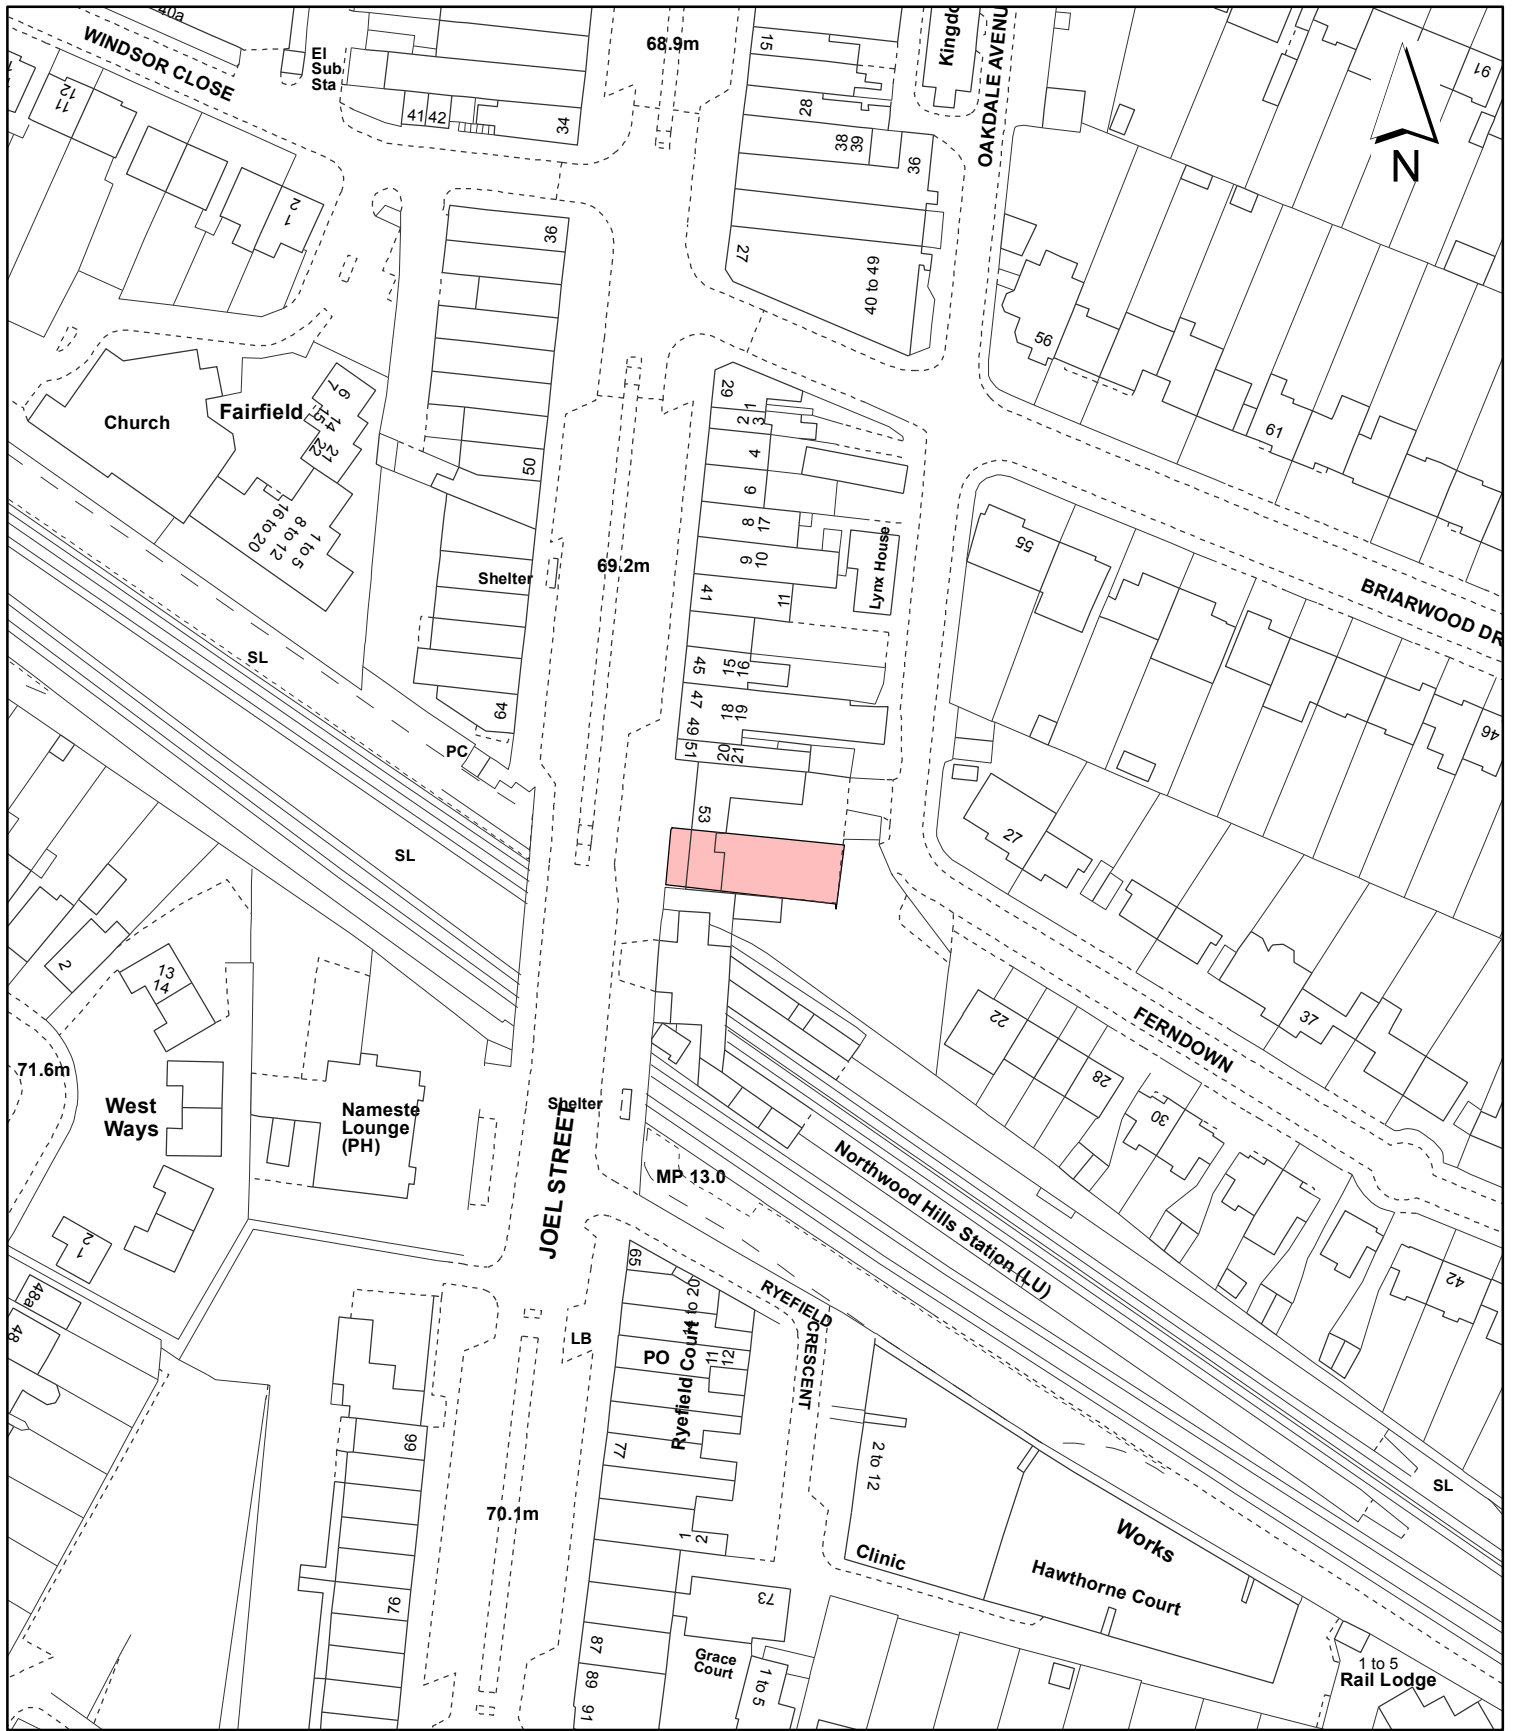 40a
WINDSOR CLOSE
El
Sub
Sta
68.9m
15
Kingdo
OAKDALE AVENU
91
N
12
11
41
42
34
28
38
39
36
2
1
36
27
40 to 49
56
Church
Fairfield
6
7
14
15
21
22
1 to 5
8 to 12
16 to 20
50
29
1
2
3
4
6
8
17
9
10
41
11
Lynx House
61
55
BRIARWOOD DR
Shelter
69.2m
SL
45
15
16
47
18
19
49
51
20
21
64
PC
46
53
27
SL
2
13
14
22
28
30
37
FERNDOWN
71.6m
West
Ways
Nameste
Lounge
(PH)
Shelter
JOEL STREET
MP 13.0
Northwood Hills Station (LU)
2
1
48a
48
65
14 to 20
RYEFIELD
CRESCENT
42
LB
PO
11
12
Ryefield Court
99
77
2 to 12
SL
70.1m
1
2
Clinic
Works
Hawthorne Court
76
73
87
89
91
Grace
Court
1 to 5
1 to 5
Rail Lodge